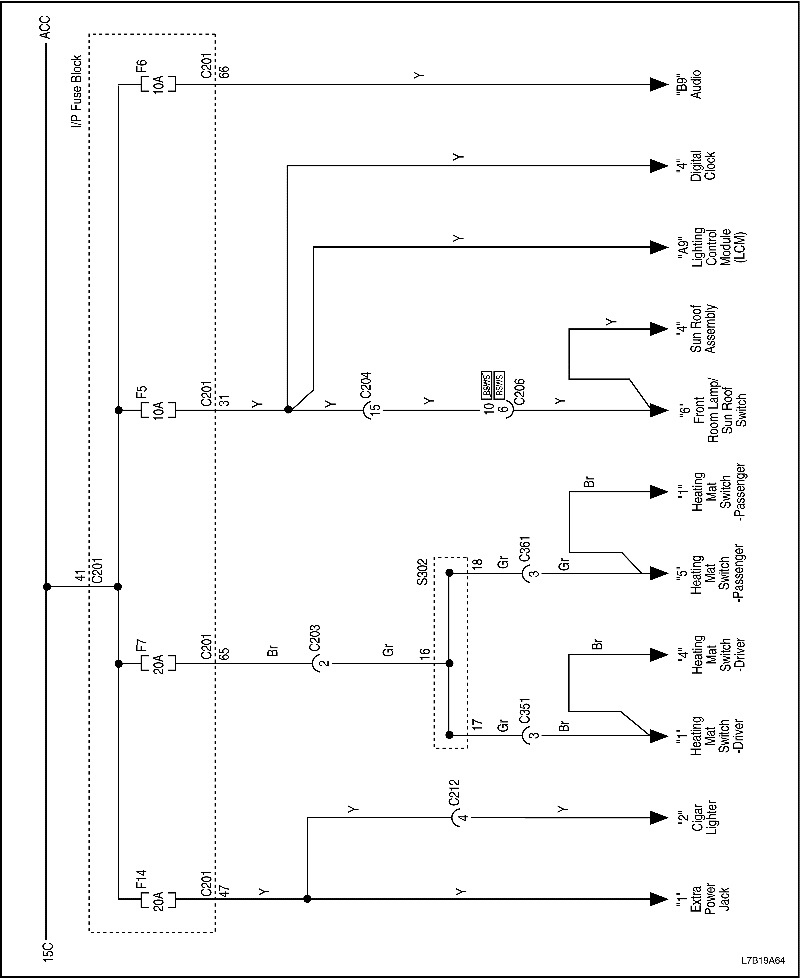 15C
ACC
I/P Fuse Block
41
C201
F14
20A
C201
47
F7
20A
C201
65
F5
10A
C201
31
F6
10A
C201
66
Y
Y
Y
C212
4
Y
"1"
Extra
Power
Jack
"2"
Cigar
Lighter
Br
C203
2
Gr
S302
16
17
18
Gr
C351
3
Br
Br
"1"
Heating
Mat
Switch
-Driver
"4"
Heating
Mat
Switch
-Driver
Gr
C361
3
Gr
Br
"5"
Heating
Mat
Switch
-Passenger
"1"
Heating
Mat
Switch
-Passenger
Y
Y
C204
15
Y
BSWS
BSWS
10
6
C206
Y
Y
"6"
Front
Room Lamp/
Sun Roof
Switch
"4"
Sun Roof
Assembly
Y
"A9"
Lighting
Control
Module
(LCM)
Y
"4"
Digital
Clock
Y
"B9"
Audio
L7B19A64